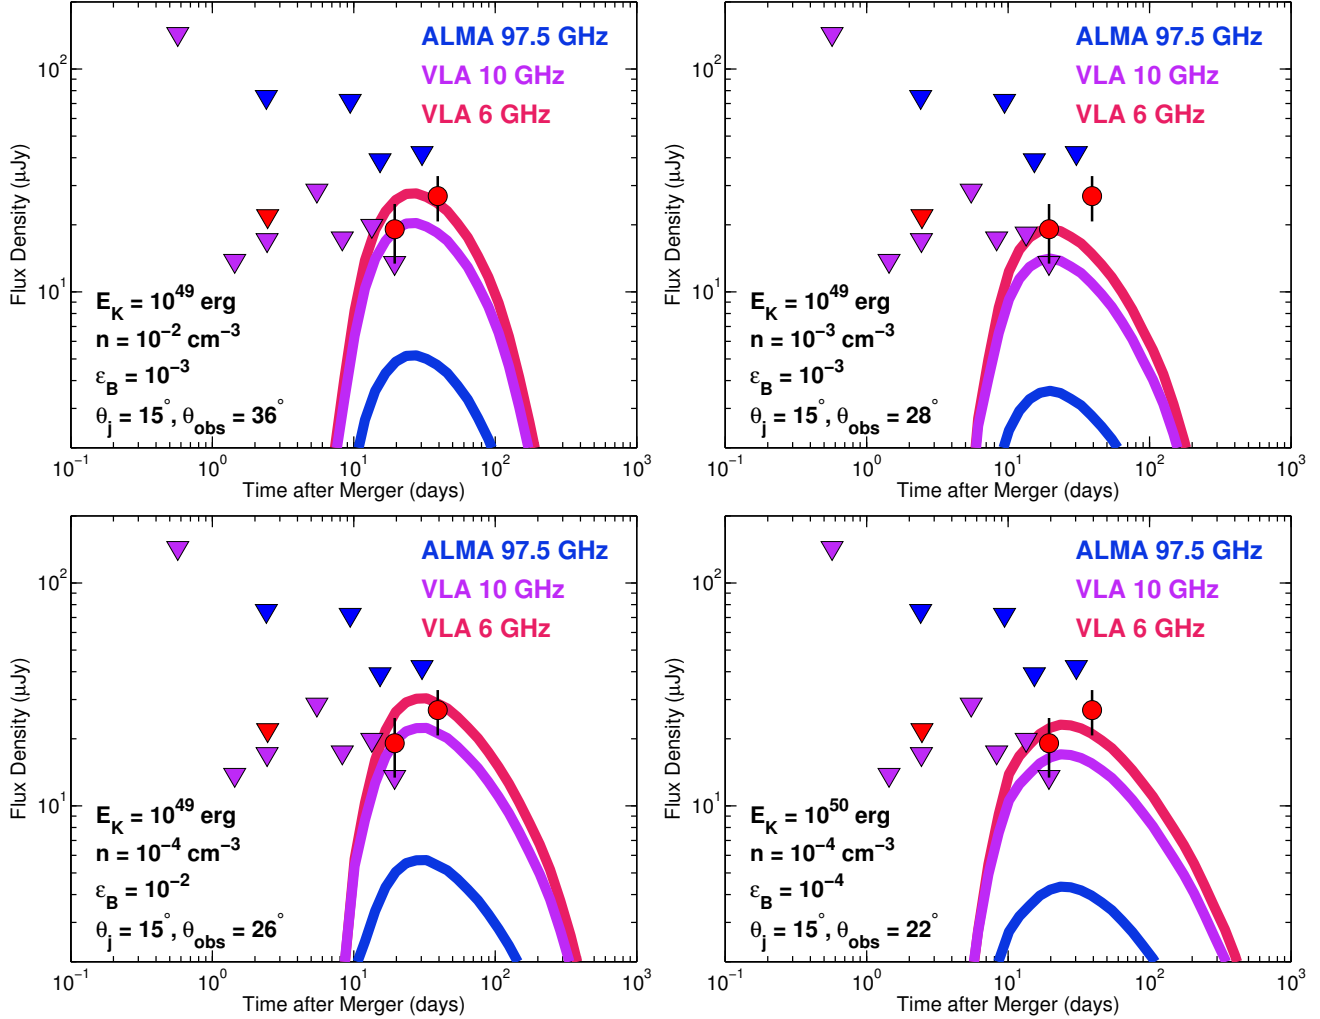 ALMA 97.5 GHz
VLA 10 GHz
VLA 6 GHz
E_K = 10^49 erg
n = 10^−2 cm^−3
ε_B = 10^−3
θ_j = 15°, θ_obs = 36°
Flux Density (μJy)
10^2
10^1
10^−1 10^0 10^1 10^2 10^3
Time after Merger (days)
ALMA 97.5 GHz
VLA 10 GHz
VLA 6 GHz
E_K = 10^49 erg
n = 10^−3 cm^−3
ε_B = 10^−3
θ_j = 15°, θ_obs = 28°
Flux Density (μJy)
10^2
10^1
10^−1 10^0 10^1 10^2 10^3
Time after Merger (days)
ALMA 97.5 GHz
VLA 10 GHz
VLA 6 GHz
E_K = 10^49 erg
n = 10^−4 cm^−3
ε_B = 10^−2
θ_j = 15°, θ_obs = 26°
Flux Density (μJy)
10^2
10^1
10^−1 10^0 10^1 10^2 10^3
Time after Merger (days)
ALMA 97.5 GHz
VLA 10 GHz
VLA 6 GHz
E_K = 10^50 erg
n = 10^−4 cm^−3
ε_B = 10^−4
θ_j = 15°, θ_obs = 22°
Flux Density (μJy)
10^2
10^1
10^−1 10^0 10^1 10^2 10^3
Time after Merger (days)